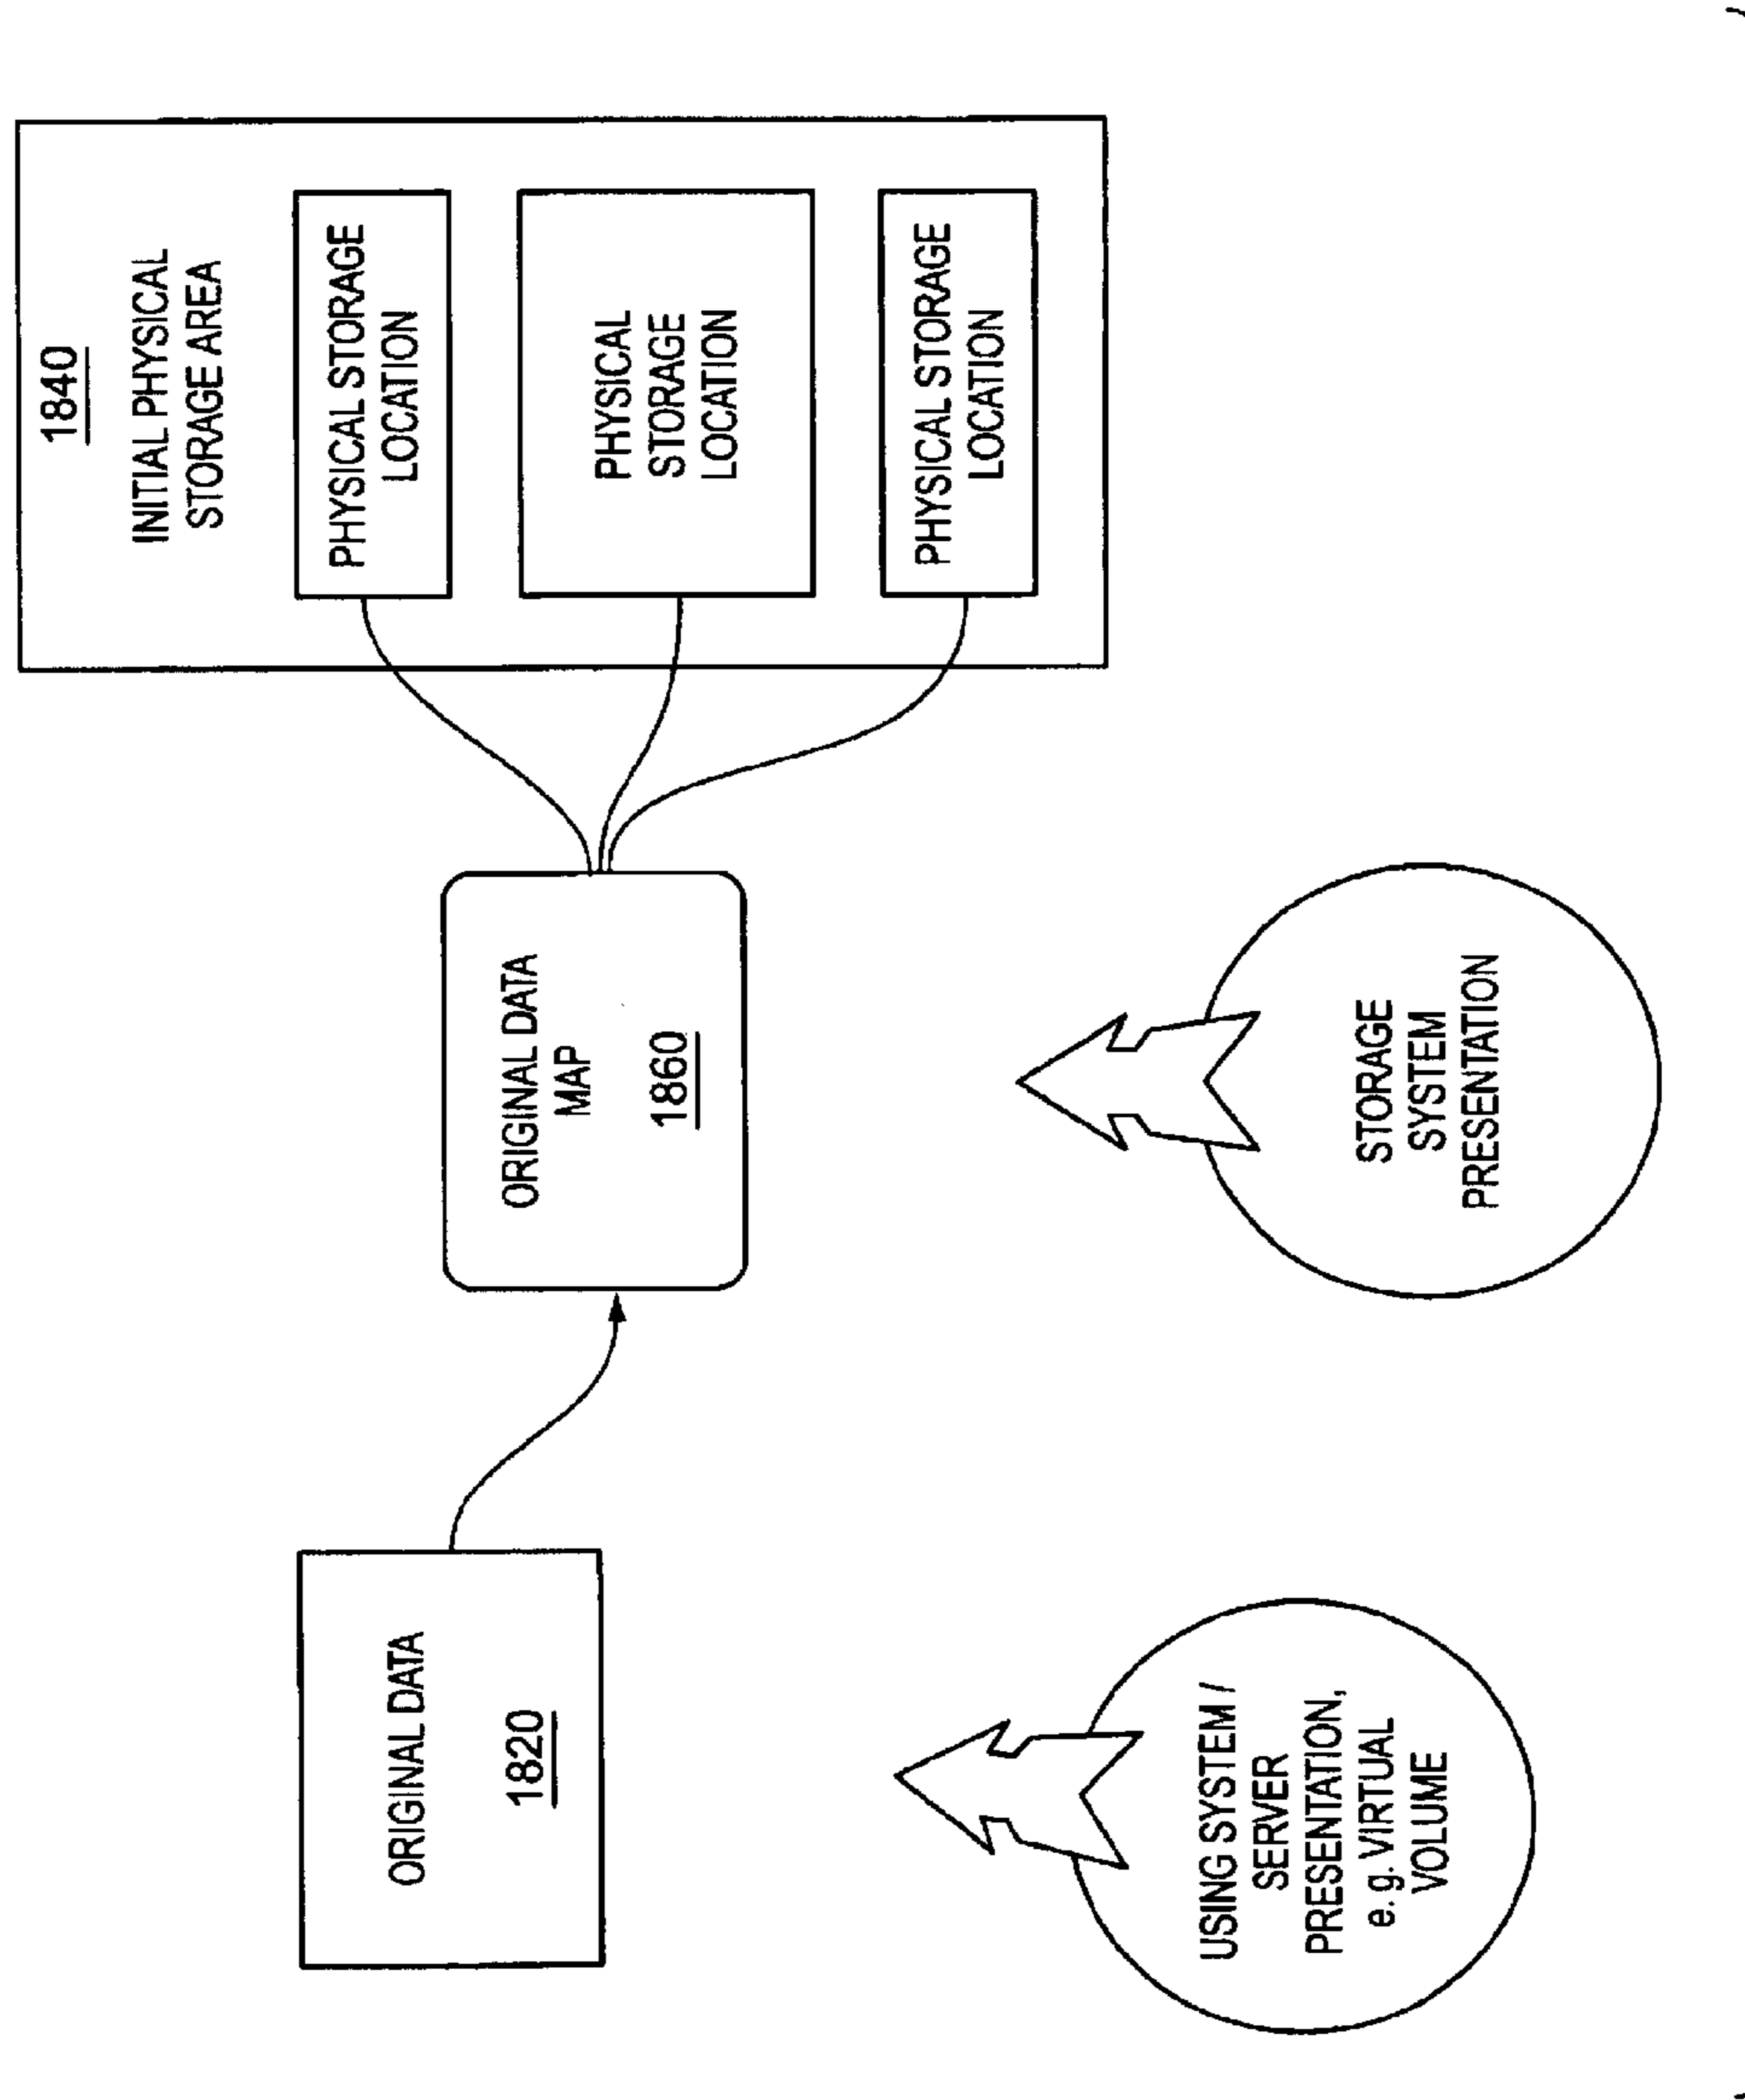 1840
INITIAL PHYSICAL
STORAGE AREA
PHYSICAL STORAGE
LOCATION
PHYSICAL
STORAGE
LOCATION
PHYSICAL STORAGE
LOCATION
ORIGINAL DATA
MAP
1860
ORIGINAL DATA
1820
STORAGE
SYSTEM
PRESENTATION
USING SYSTEM /
SERVER
PRESENTATION,
e. g. VIRTUAL
VOLUME